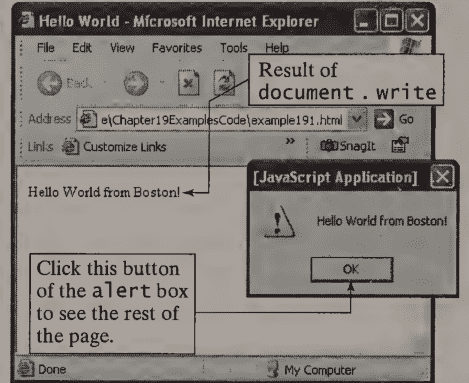 Hello World - Microsoft Internet Explorer
File Edit View Favorites Tools Help
Back
Result of
document.write
Address e\Chapter19ExamplesCode\example191.html Go
Links Customize Links » SnagIt
[JavaScript Application]
Hello World from Boston!
Hello World from Boston!
OK
Click this button
of the alert box
to see the rest of
the page.
Done My Computer